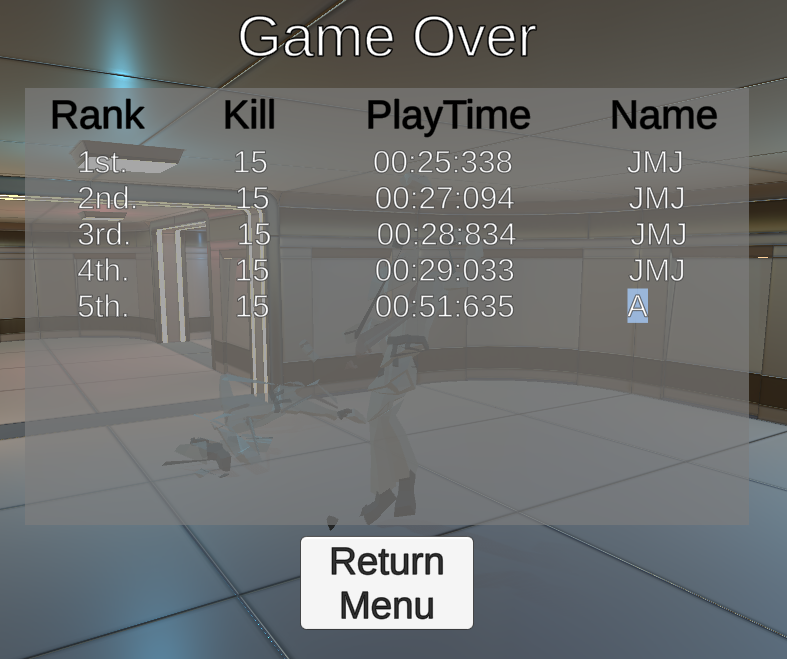 Game Over
Rank Kill PlayTime Name
1st. 15 00:25:338 JMJ
2nd. 15 00:27:094 JMJ
3rd. 15 00:28:834 JMJ
4th. 15 00:29:033 JMJ
5th. 15 00:51:635 A
Return
Menu